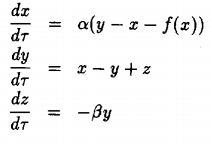 dx/dτ = α(y − x − f(x))
dy/dτ = x − y + z
dz/dτ = −βy